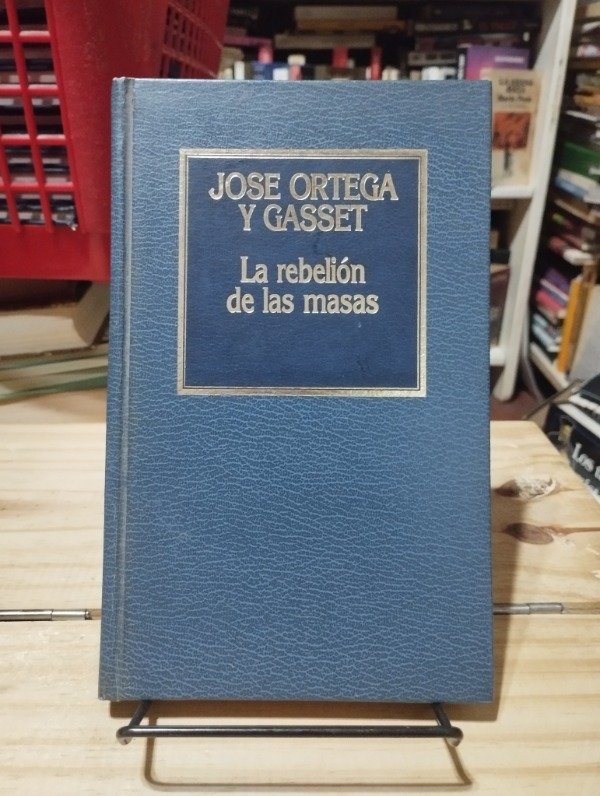 JOSE ORTEGA
Y GASSET
La rebelión
de las masas